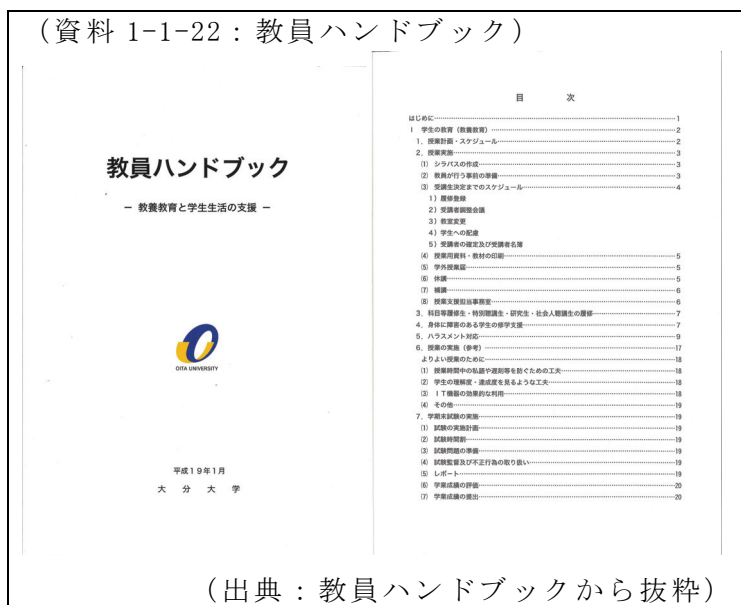 （資料 1-1-22：教員ハンドブック）
教員ハンドブック
－ 教養教育と学生生活の支援 －
OITA UNIVERSITY
平成１９年１月
大 分 大 学
目 次
はじめに…………1
Ⅰ 学生の教育（教養教育）…………2
１．授業計画・スケジュール…………2
２．授業実施…………3
⑴ シラバスの作成…………3
⑵ 教員が行う事前の準備…………3
⑶ 受講生決定までのスケジュール…………4
１）履修登録
２）受講者調整会議
３）教室変更
４）学生への配慮
５）受講者の確定及び受講者名簿
⑷ 授業用資料・教材の印刷…………5
⑸ 学外授業届…………5
⑹ 休講…………5
⑺ 補講…………6
⑻ 授業支援担当事務室…………6
３．科目等履修生・特別聴講生・研究生・社会人聴講生の履修…………7
４．身体に障害のある学生の修学支援…………7
５．ハラスメント対応…………9
６．授業の実施（参考）…………17
よりよい授業のために…………18
⑴ 授業時間中の私語や遅刻等を防ぐための工夫…………18
⑵ 学生の理解度・達成度を見るような工夫…………18
⑶ ＩＴ機器の効果的な利用…………18
⑷ その他…………19
７．学期末試験の実施…………19
⑴ 試験の実施計画…………19
⑵ 試験時間割…………19
⑶ 試験問題の準備…………19
⑷ 試験監督及び不正行為の取り扱い…………19
⑸ レポート…………19
⑹ 学業成績の評価…………20
⑺ 学業成績の提出…………20
（出典：教員ハンドブックから抜粋）